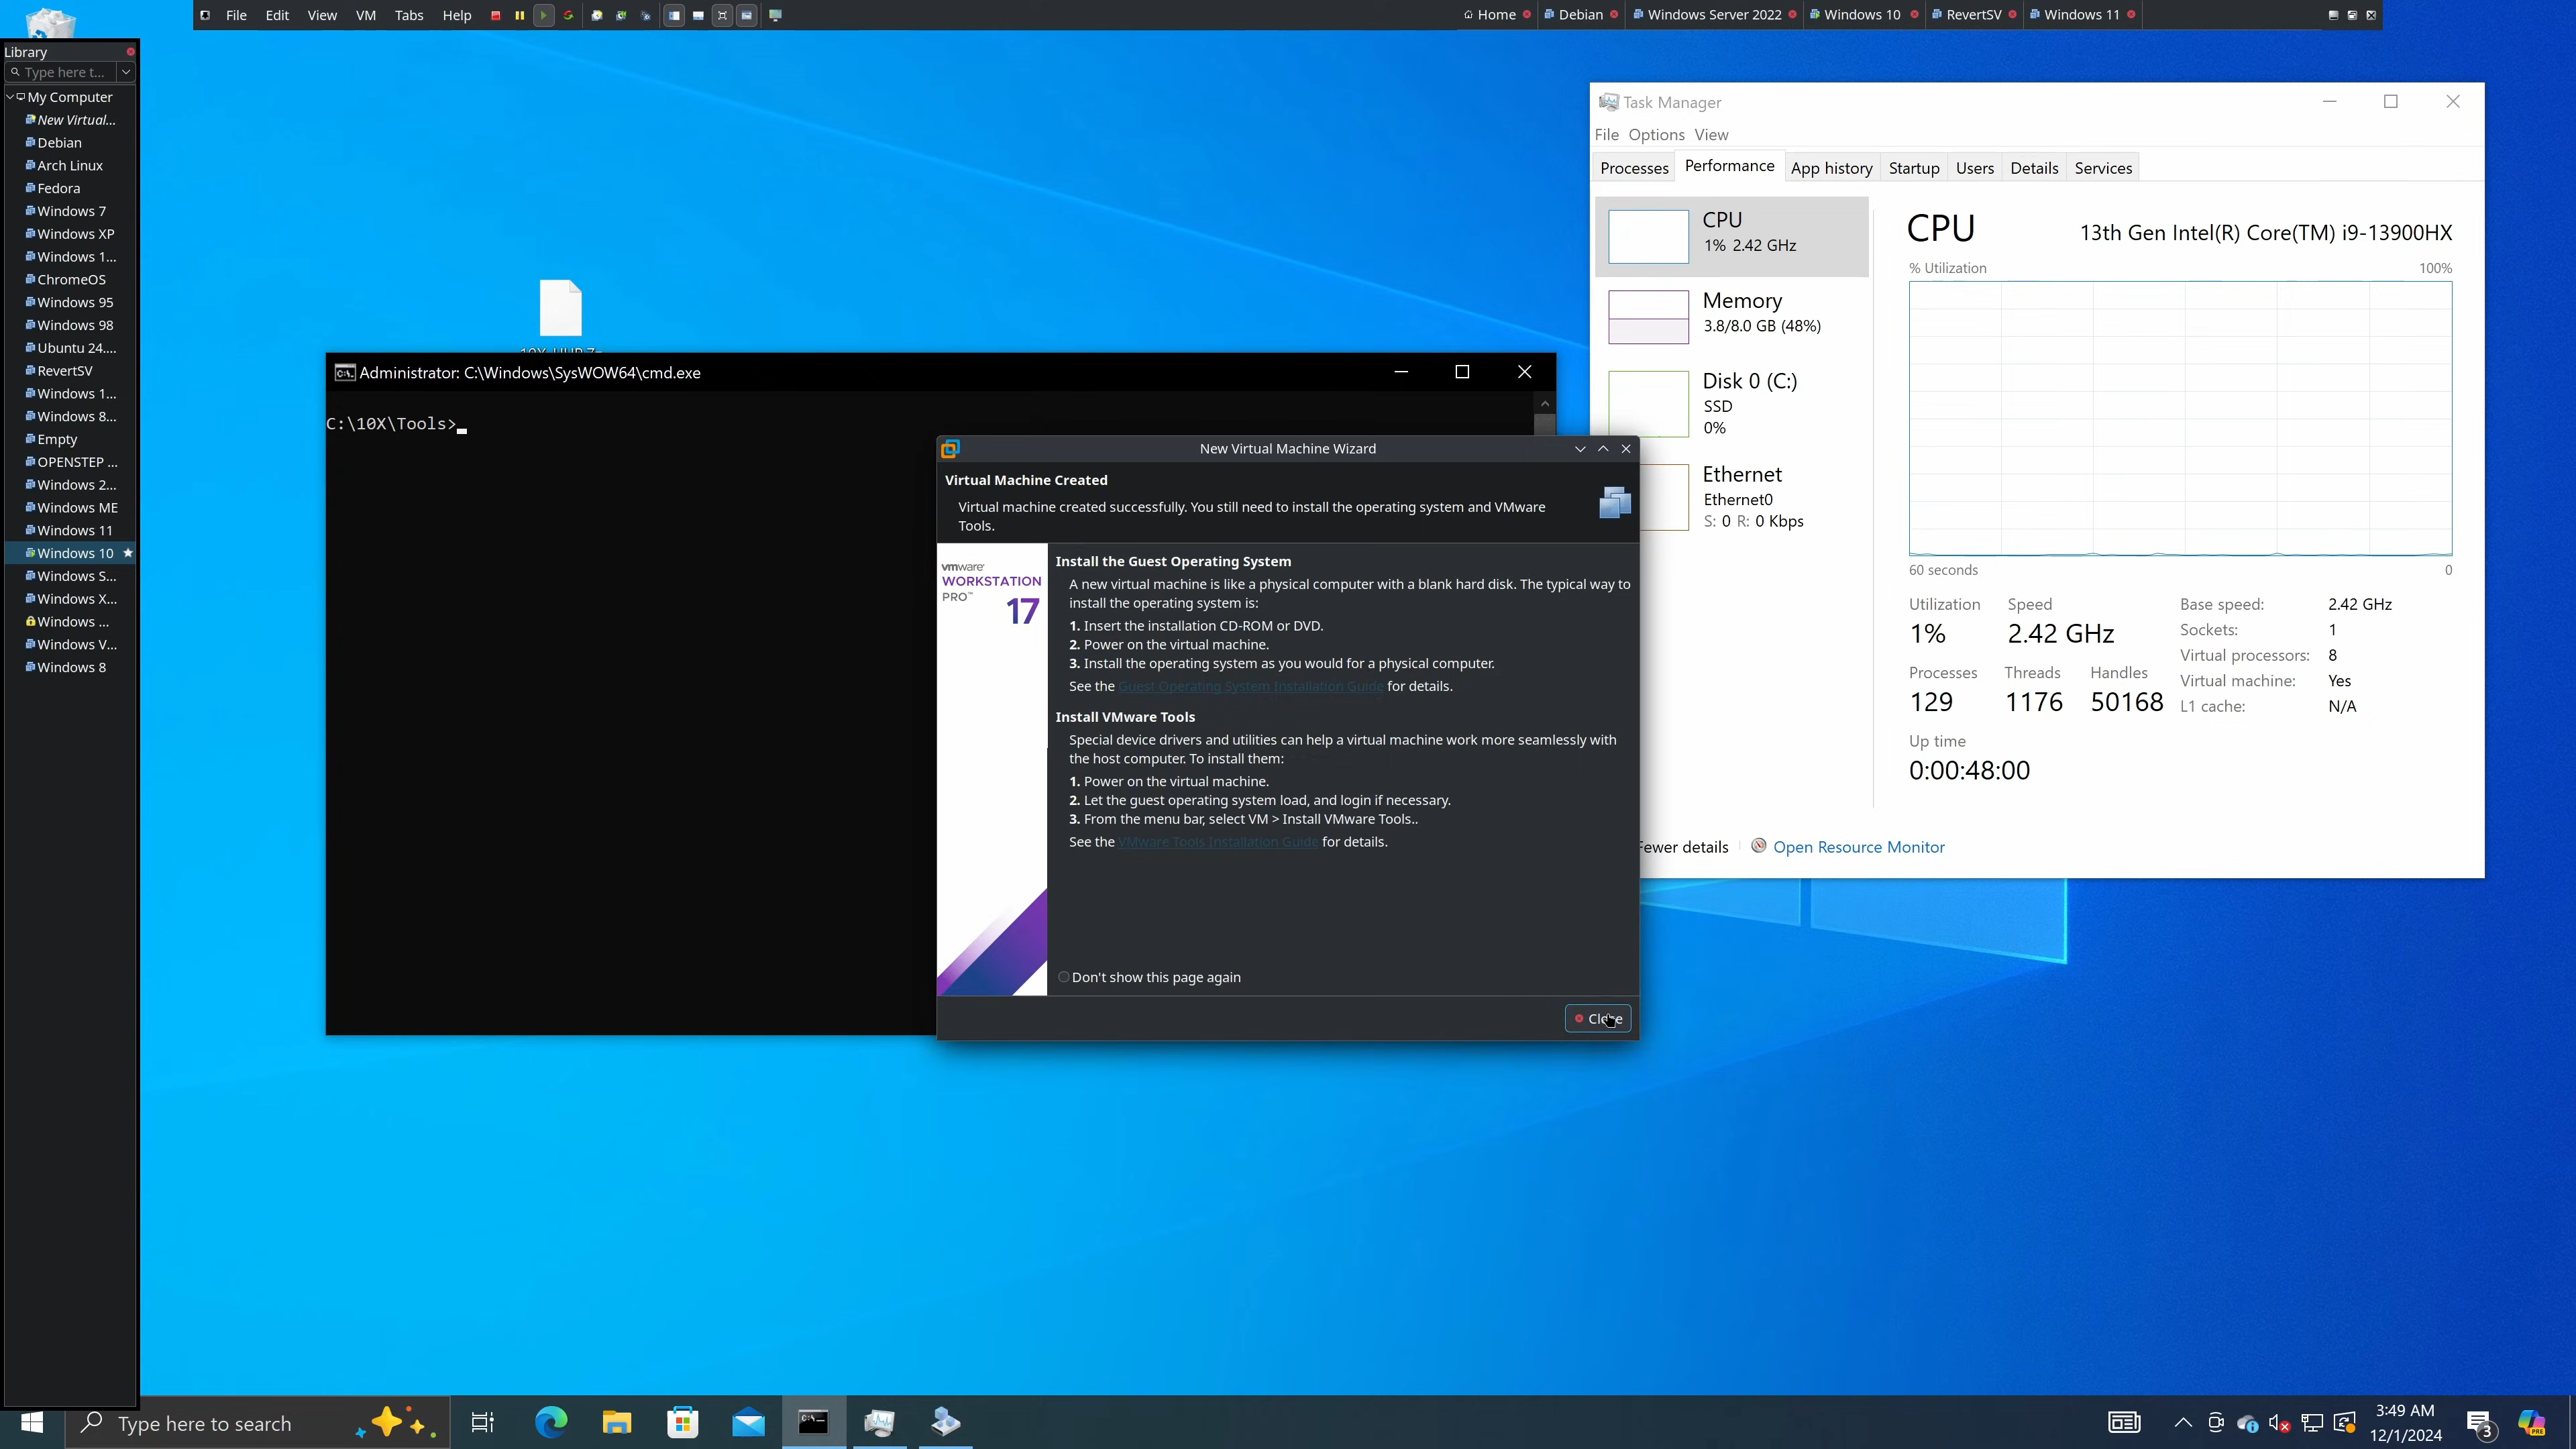 File Edit View VM Tabs Help
Home Debian Windows Server 2022 Windows 10 RevertSV Windows 11
Library
Type here t...
My Computer
New Virtual...
Debian
Arch Linux
Fedora
Windows 7
Windows XP
Windows 1...
ChromeOS
Windows 95
Windows 98
Ubuntu 24....
RevertSV
Windows 1...
Windows 8...
Empty
OPENSTEP ...
Windows 2...
Windows ME
Windows 11
Windows 10
Windows S...
Windows X...
Windows ...
Windows V...
Windows 8
Administrator: C:\Windows\SysWOW64\cmd.exe
C:\10X\Tools>
New Virtual Machine Wizard
Virtual Machine Created
Virtual machine created successfully. You still need to install the operating system and VMware
Tools.
vmware
WORKSTATION
PRO™
17
Install the Guest Operating System
A new virtual machine is like a physical computer with a blank hard disk. The typical way to
install the operating system is:
1. Insert the installation CD-ROM or DVD.
2. Power on the virtual machine.
3. Install the operating system as you would for a physical computer.
See the Guest Operating System Installation Guide for details.
Install VMware Tools
Special device drivers and utilities can help a virtual machine work more seamlessly with
the host computer. To install them:
1. Power on the virtual machine.
2. Let the guest operating system load, and login if necessary.
3. From the menu bar, select VM > Install VMware Tools..
See the VMware Tools Installation Guide for details.
Don't show this page again
Close
Task Manager
File Options View
Processes Performance App history Startup Users Details Services
CPU
1% 2.42 GHz
Memory
3.8/8.0 GB (48%)
Disk 0 (C:)
SSD
0%
Ethernet
Ethernet0
S: 0 R: 0 Kbps
CPU 13th Gen Intel(R) Core(TM) i9-13900HX
% Utilization 100%
60 seconds 0
Utilization Speed
1% 2.42 GHz
Processes Threads Handles
129 1176 50168
Up time
0:00:48:00
Base speed: 2.42 GHz
Sockets: 1
Virtual processors: 8
Virtual machine: Yes
L1 cache: N/A
Fewer details Open Resource Monitor
Type here to search
3:49 AM
12/1/2024
3
PRE